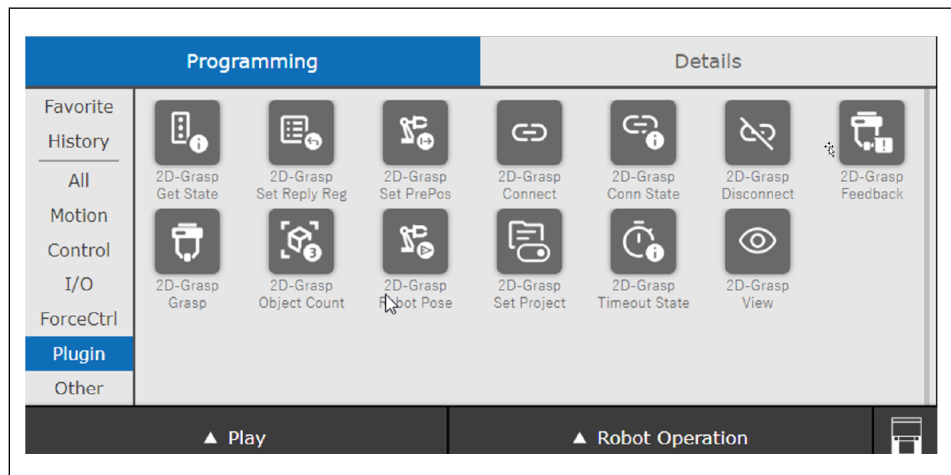 Programming
Details
Favorite
History
All
Motion
Control
I/O
ForceCtrl
Plugin
Other
2D-Grasp
Get State
2D-Grasp
Set Reply Reg
2D-Grasp
Set PrePos
2D-Grasp
Connect
2D-Grasp
Conn State
2D-Grasp
Disconnect
2D-Grasp
Feedback
2D-Grasp
Grasp
3
2D-Grasp
Object Count
2D-Grasp
Robot Pose
2D-Grasp
Set Project
2D-Grasp
Timeout State
2D-Grasp
View
▲ Play
▲ Robot Operation